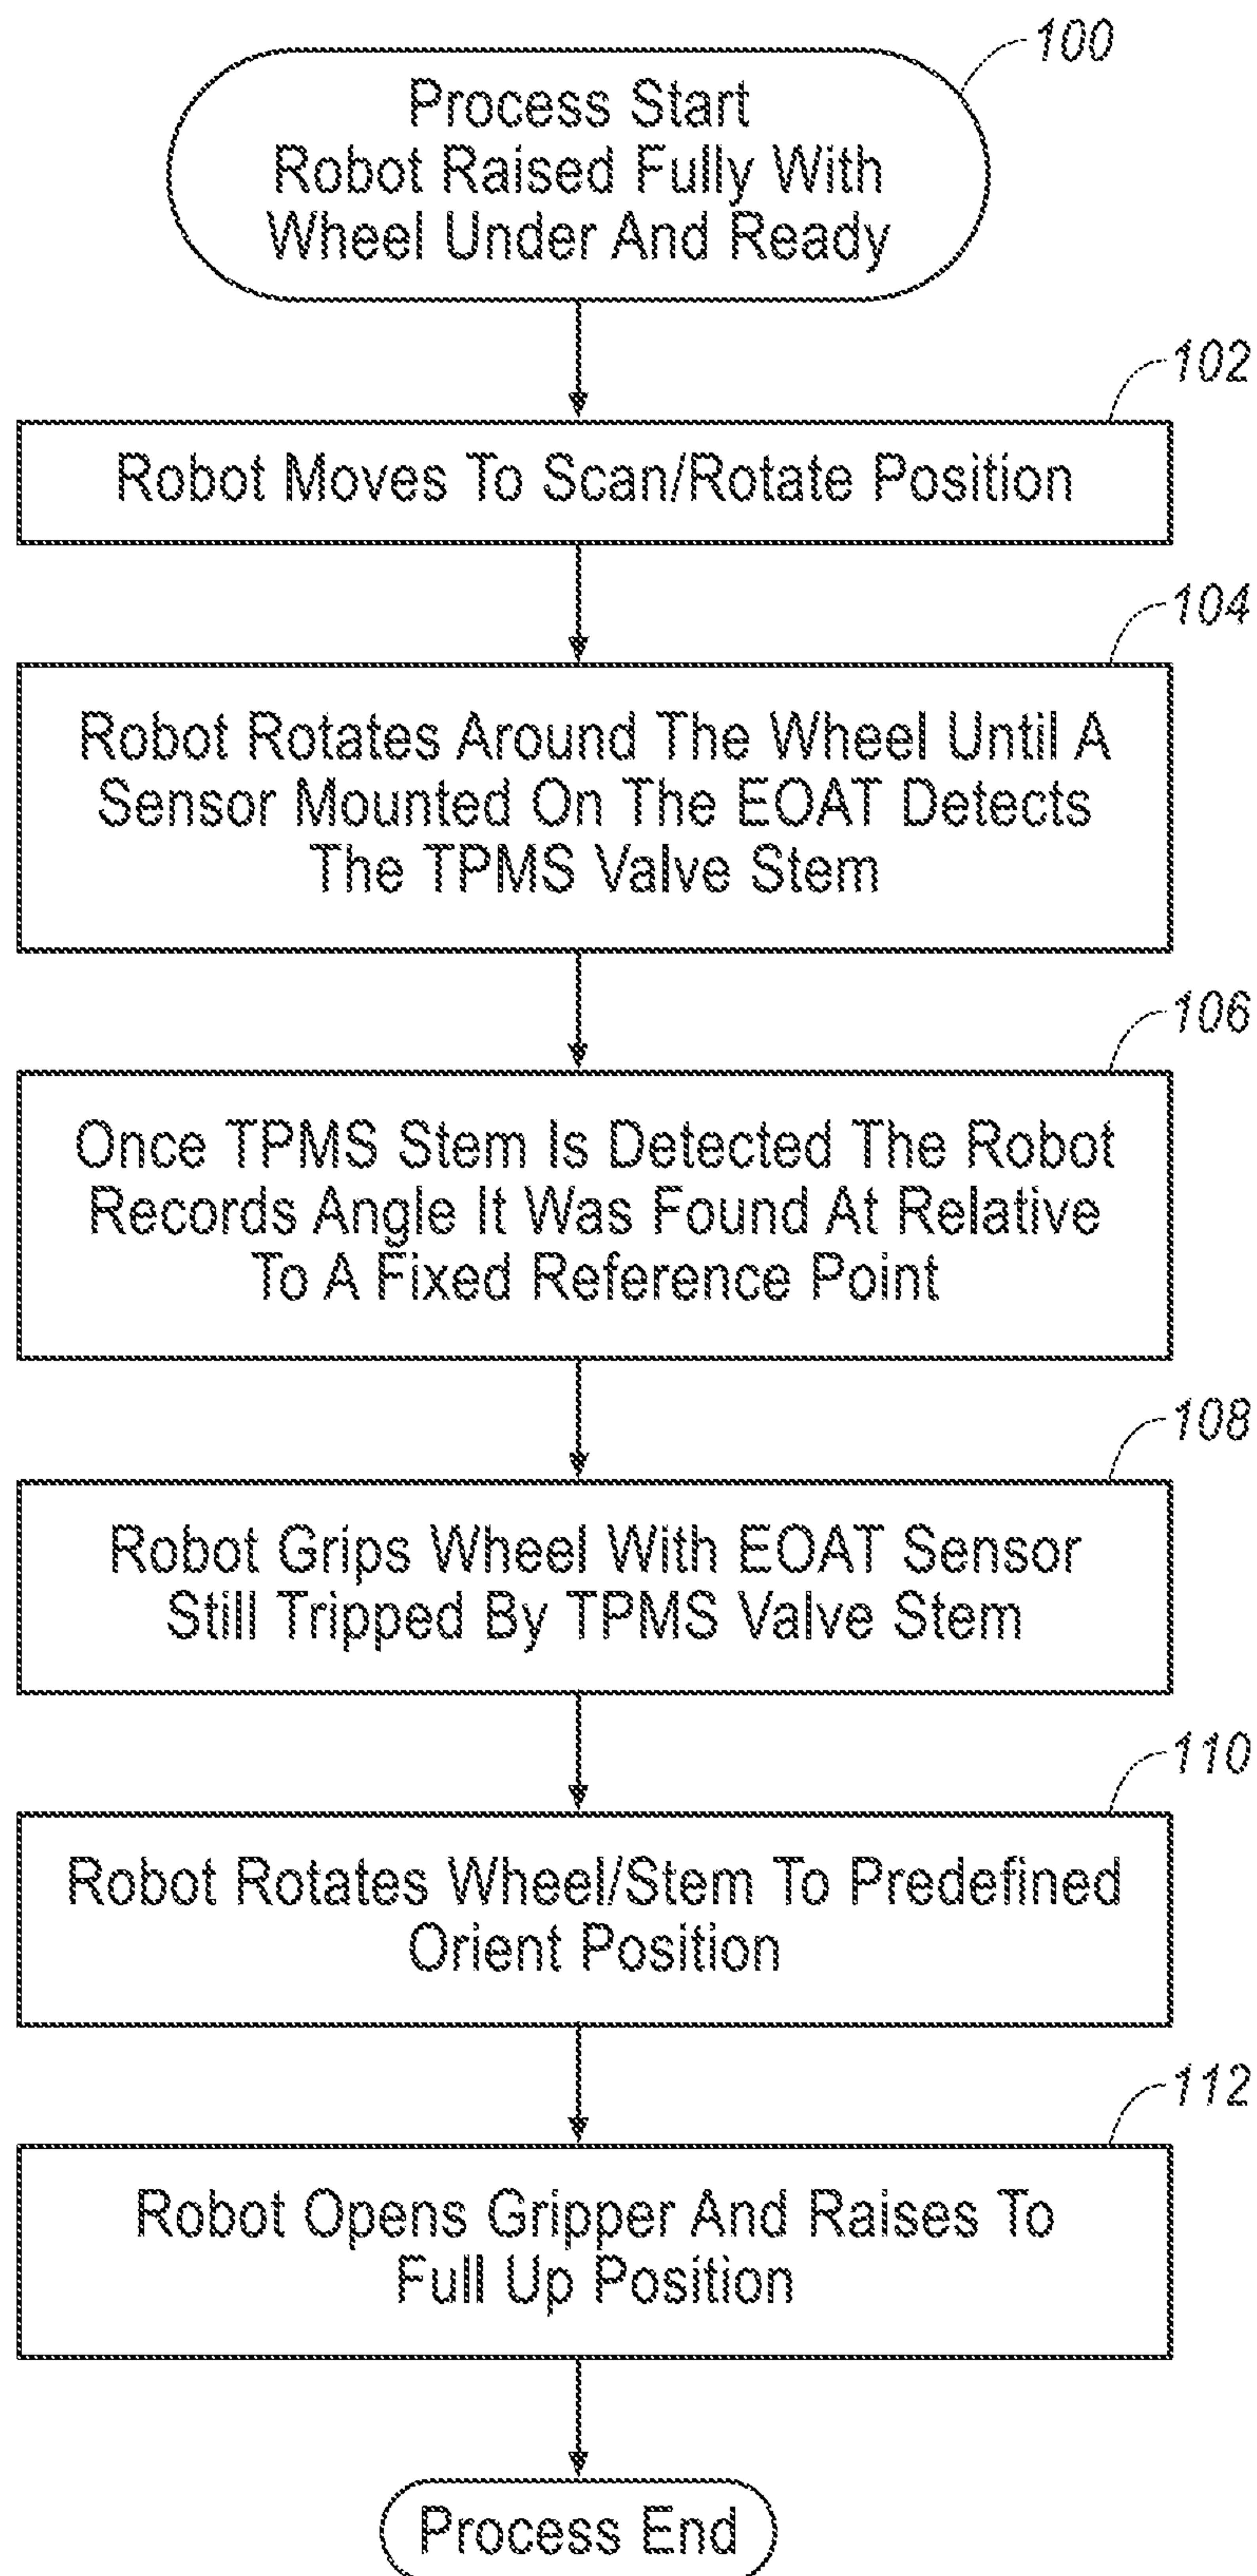 100
Process Start
Robot Raised Fully With
Wheel Under And Ready
102
Robot Moves To Scan/Rotate Position
104
Robot Rotates Around The Wheel Until A
Sensor Mounted On The EOAT Detects
The TPMS Valve Stem
106
Once TPMS Stem Is Detected The Robot
Records Angle It Was Found At Relative
To A Fixed Reference Point
108
Robot Grips Wheel With EOAT Sensor
Still Tripped By TPMS Valve Stem
110
Robot Rotates Wheel/Stem To Predefined
Orient Position
112
Robot Opens Gripper And Raises To
Full Up Position
Process End